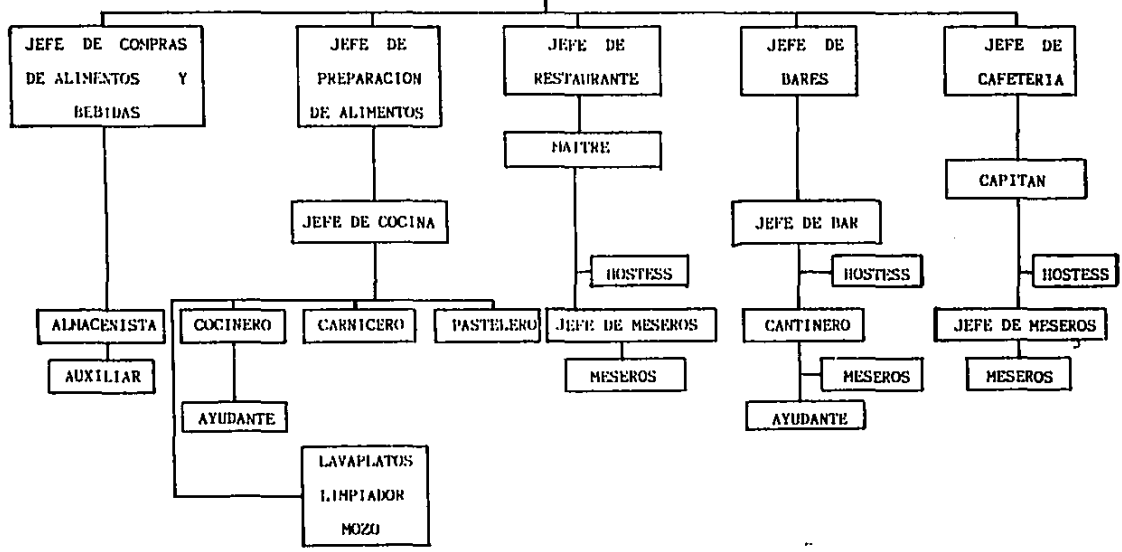 JEFE DE COMPRAS
DE ALIMENTOS Y
BEBIDAS
JEFE DE
PREPARACION
DE ALIMENTOS
JEFE DE
RESTAURANTE
JEFE DE
BARES
JEFE DE
CAFETERIA
MAITRE
CAPITAN
JEFE DE COCINA
JEFE DE BAR
HOSTESS
HOSTESS
HOSTESS
ALMACENISTA
COCINERO
CARNICERO
PASTELERO
JEFE DE MESEROS
CANTINERO
JEFE DE MESEROS
AUXILIAR
MESEROS
MESEROS
MESEROS
AYUDANTE
AYUDANTE
LAVAPLATOS
LIMPIADOR
MOZO